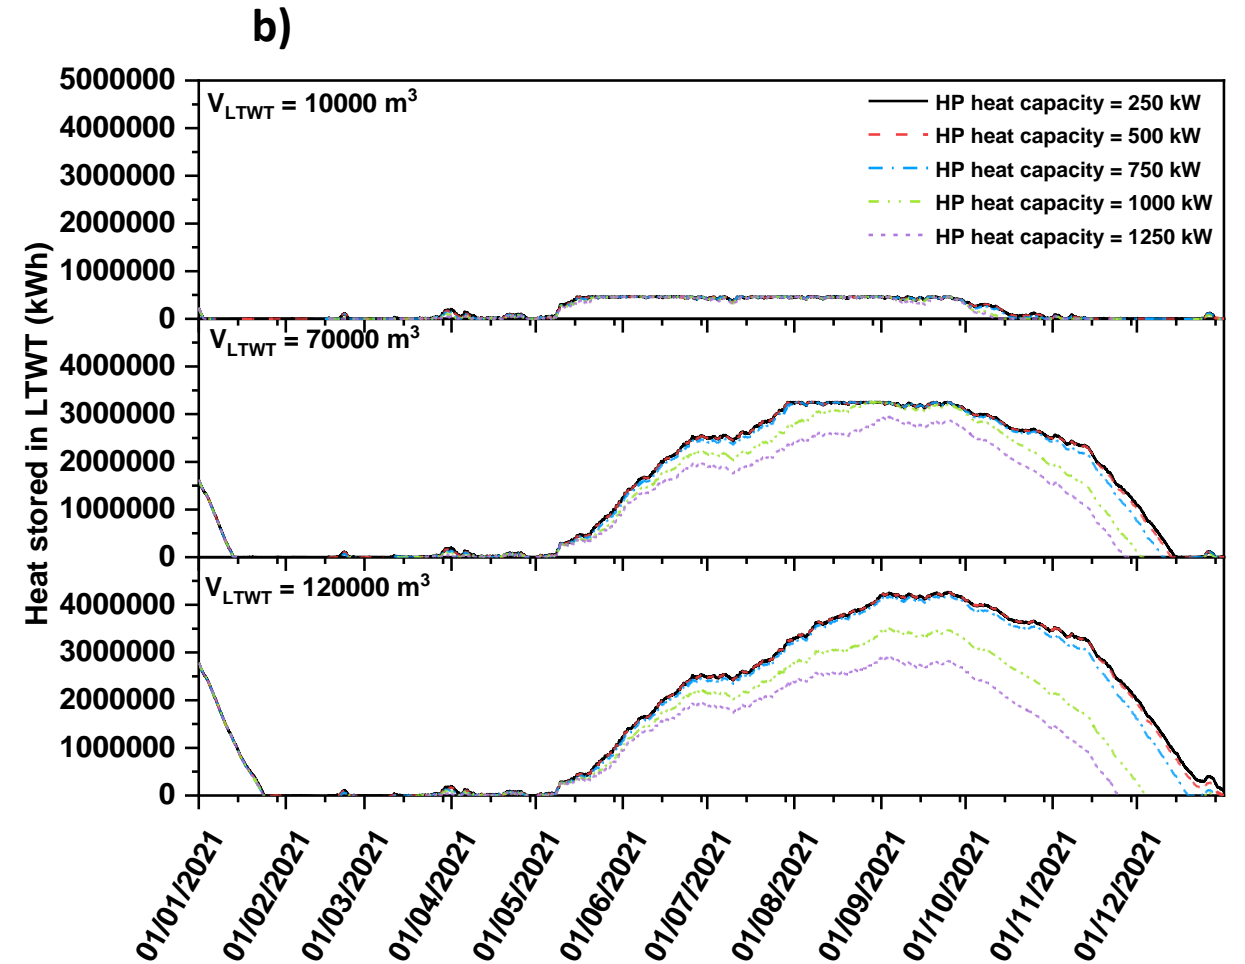 b)
Heat stored in LTWT (kWh)
5000000
4000000
3000000
2000000
1000000
0
V_LTWT = 10000 m³
HP heat capacity = 250 kW
HP heat capacity = 500 kW
HP heat capacity = 750 kW
HP heat capacity = 1000 kW
HP heat capacity = 1250 kW
4000000
3000000
2000000
1000000
0
V_LTWT = 70000 m³
4000000
3000000
2000000
1000000
0
V_LTWT = 120000 m³
01/01/2021
01/02/2021
01/03/2021
01/04/2021
01/05/2021
01/06/2021
01/07/2021
01/08/2021
01/09/2021
01/10/2021
01/11/2021
01/12/2021